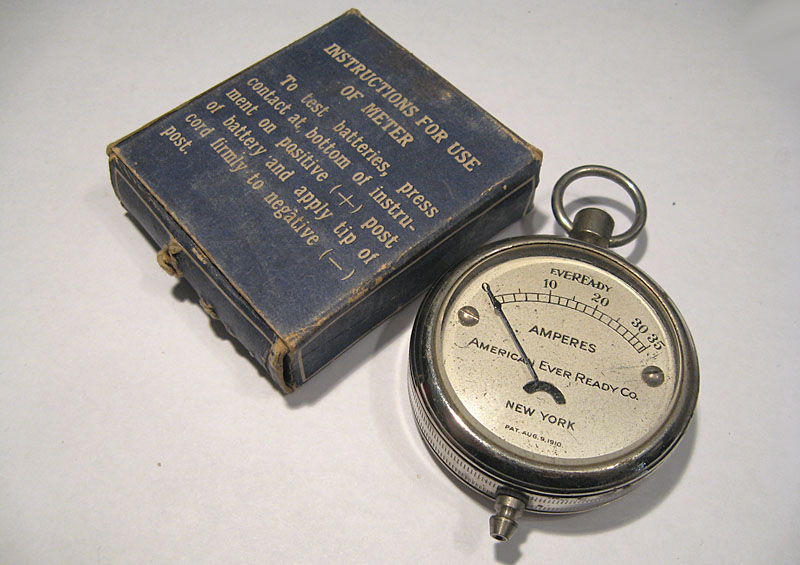 INSTRUCTIONS FOR USE
OF METER
To test batteries, press
contact at bottom of instru-
ment on positive (+) post
of battery and apply tip of
cord firmly to negative (—)
post.
EVEREADY
0 10 20 30 35
AMPERES
AMERICAN EVER READY CO.
NEW YORK
PAT. AUG. 9, 1910.